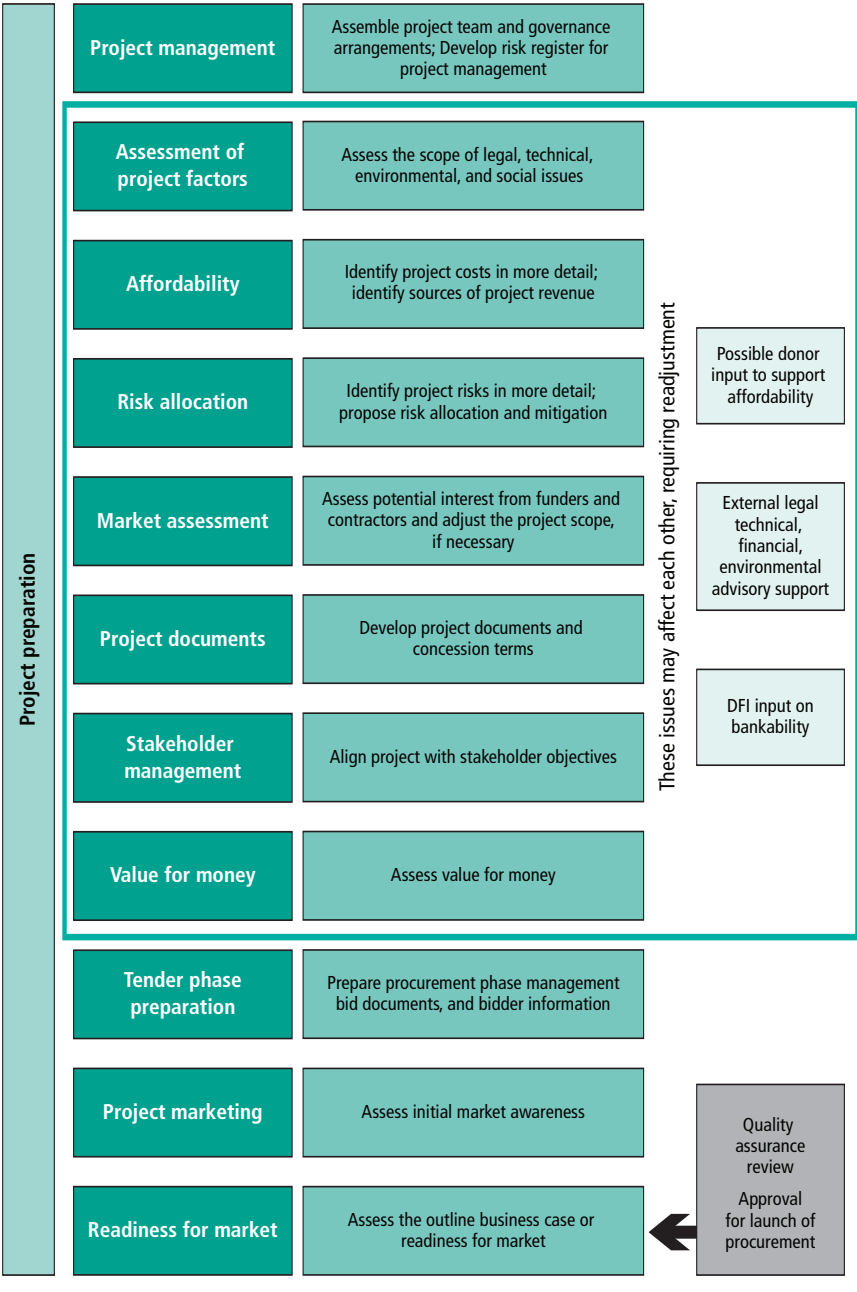 Project preparation
Project management
Assemble project team and governance
arrangements; Develop risk register for
project management
Assessment of
project factors
Assess the scope of legal, technical,
environmental, and social issues
Affordability
Identify project costs in more detail;
identify sources of project revenue
Risk allocation
Identify project risks in more detail;
propose risk allocation and mitigation
Market assessment
Assess potential interest from funders and
contractors and adjust the project scope,
if necessary
Project documents
Develop project documents and
concession terms
Stakeholder
management
Align project with stakeholder objectives
Value for money
Assess value for money
These issues may affect each other, requiring readjustment
Possible donor
input to support
affordability
External legal
technical,
financial,
environmental
advisory support
DFI input on
bankability
Tender phase
preparation
Prepare procurement phase management
bid documents, and bidder information
Project marketing
Assess initial market awareness
Readiness for market
Assess the outline business case or
readiness for market
Quality
assurance
review
Approval
for launch of
procurement